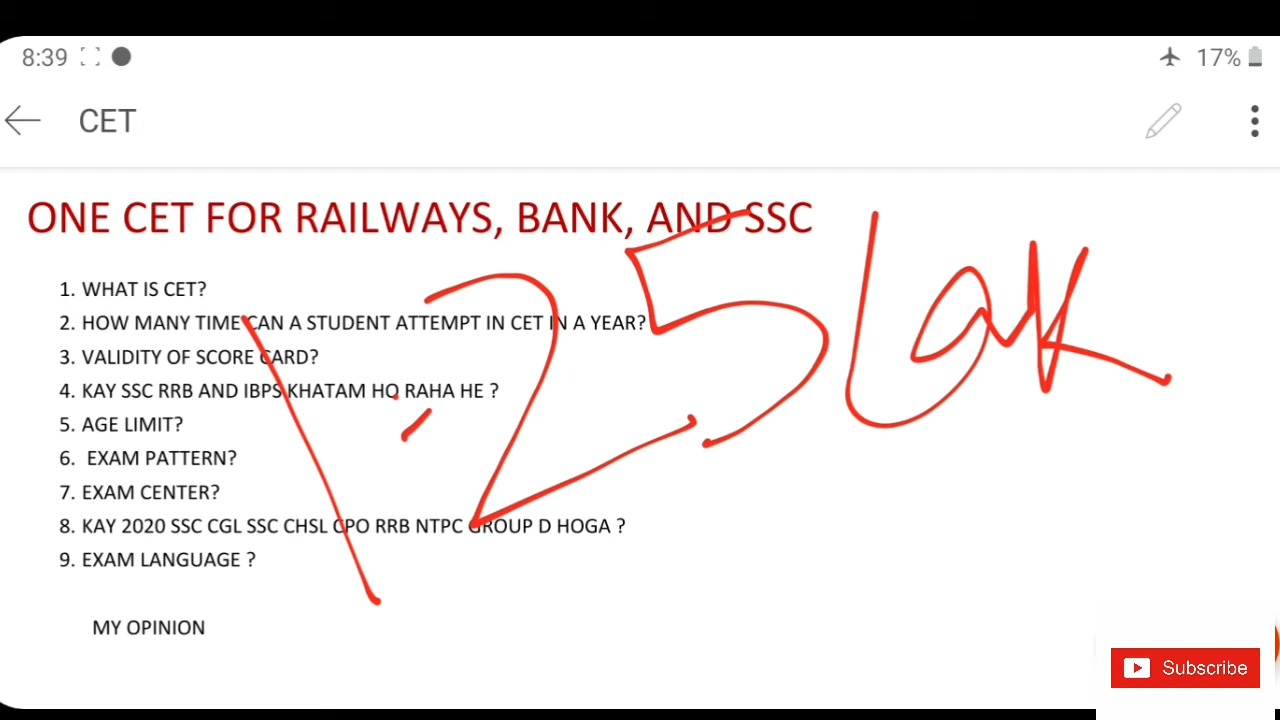 8:39
17%
CET
ONE CET FOR RAILWAYS, BANK, AND SSC
1. WHAT IS CET?
2. HOW MANY TIME CAN A STUDENT ATTEMPT IN CET IN A YEAR?
3. VALIDITY OF SCORE CARD?
4. KAY SSC RRB AND IBPS KHATAM HO RAHA HE ?
5. AGE LIMIT?
6. EXAM PATTERN?
7. EXAM CENTER?
8. KAY 2020 SSC CGL SSC CHSL CPO RRB NTPC GROUP D HOGA ?
9. EXAM LANGUAGE ?
MY OPINION
1.25 Lak
Subscribe